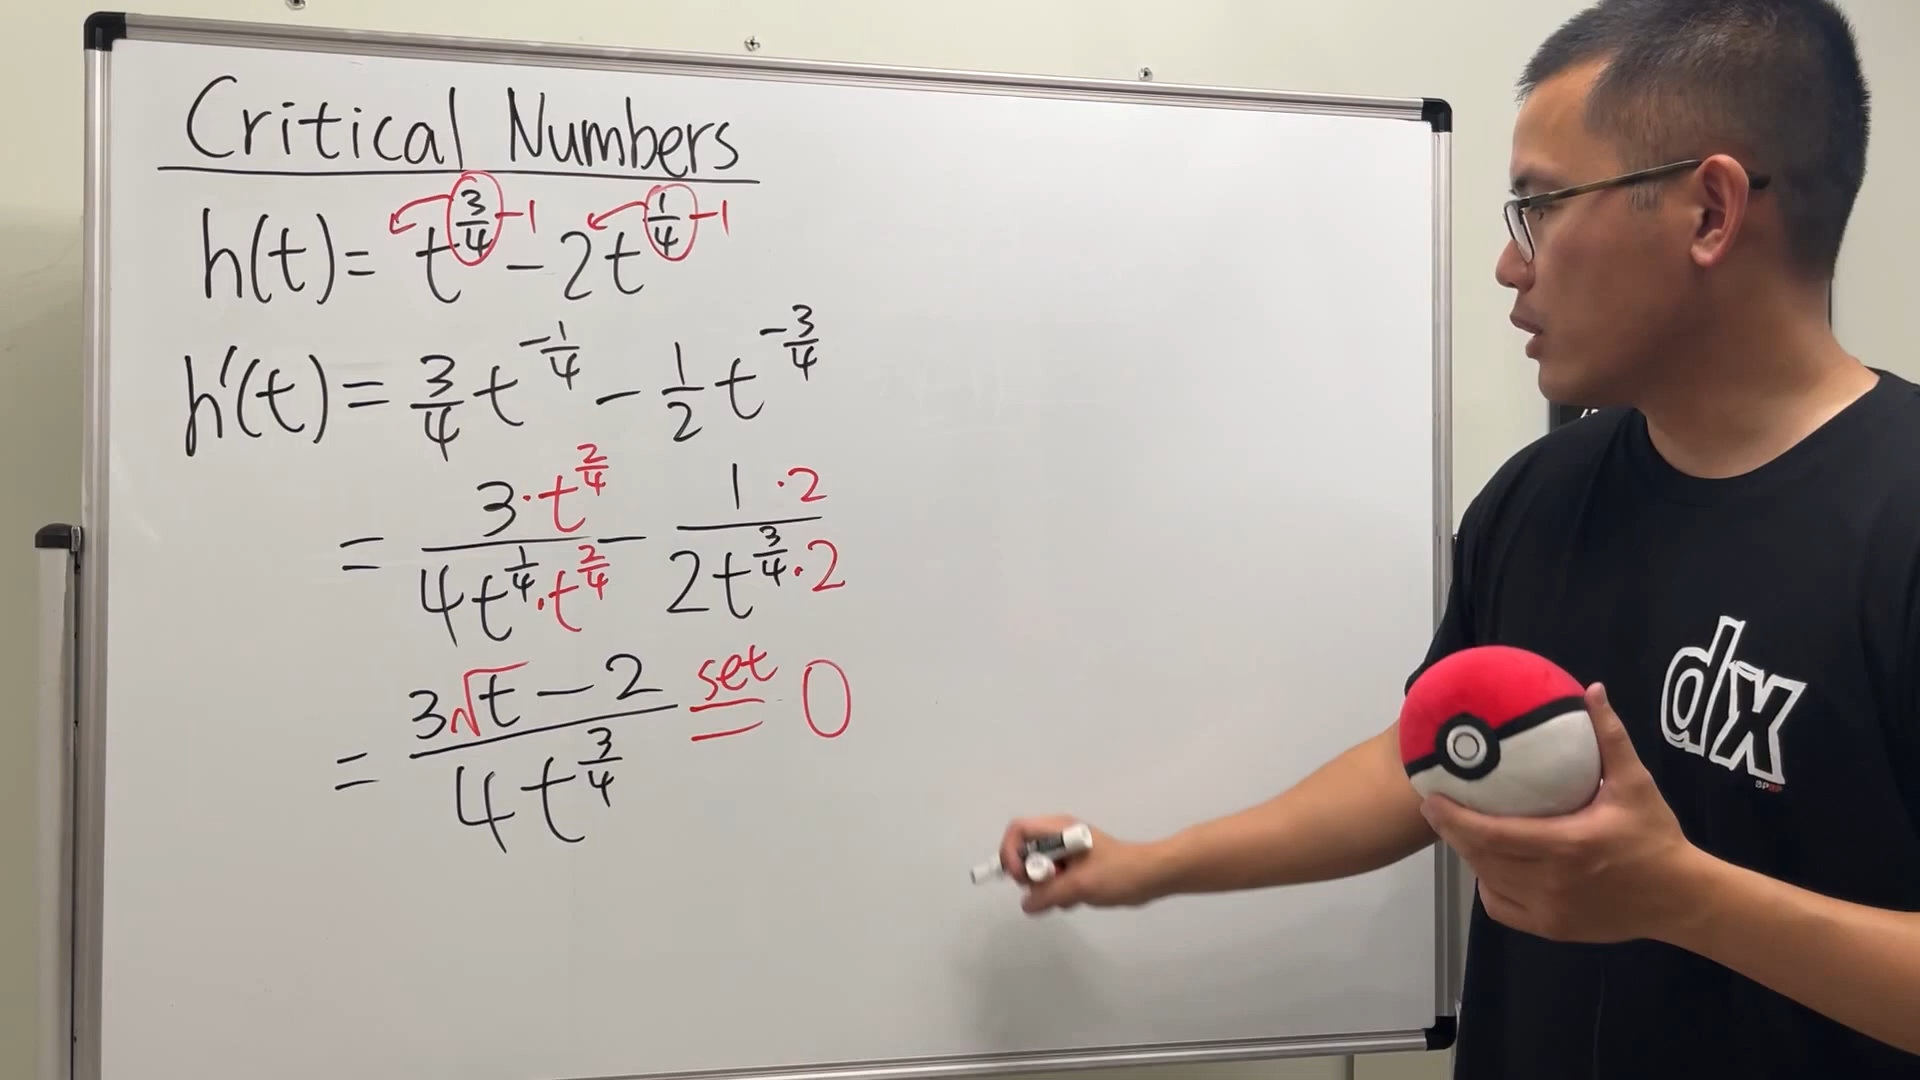 Critical Numbers
h(t) = t^(3/4) -1 - 2t^(1/4) -1
h'(t) = 3/4 t^(-1/4) - 1/2 t^(-3/4)
= 3·t^(2/4) / 4t^(1/4)·t^(2/4) - 1·2 / 2t^(3/4)·2
= 3√t - 2 / 4t^(3/4) set = 0
dx
BPRP